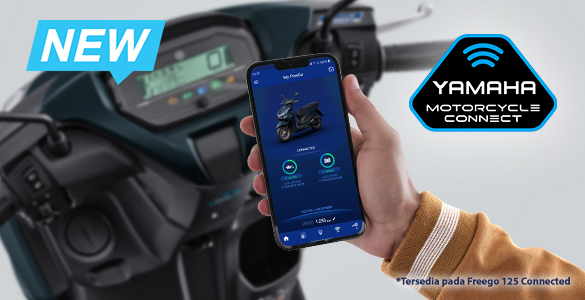 NEW
My FreeGo
YAMAHA
MOTORCYCLE
CONNECT
CONNECTED
*Tersedia pada Freego 125 Connected